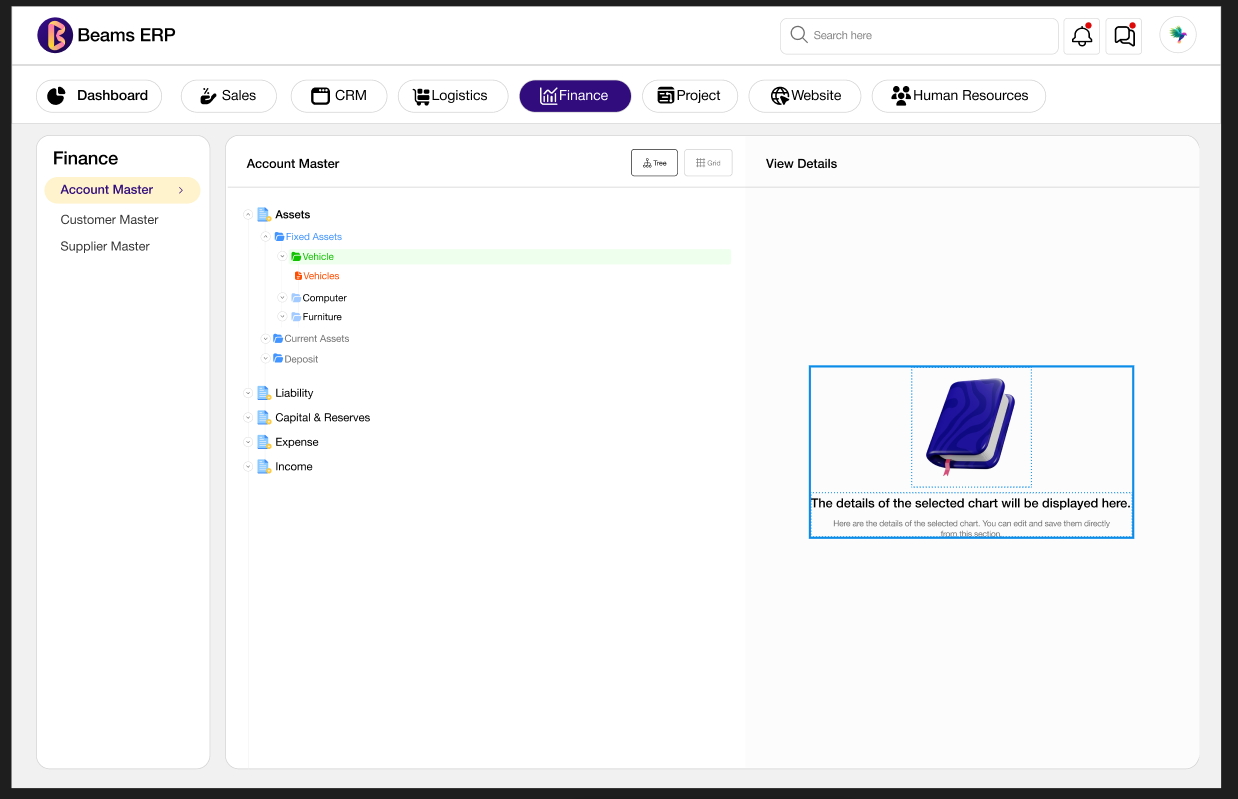 Beams ERP
Search here
Dashboard
Sales
CRM
Logistics
Finance
Project
Website
Human Resources
Finance
Account Master
Customer Master
Supplier Master
Account Master
Tree
Grid
Assets
Fixed Assets
Vehicle
Vehicles
Computer
Furniture
Current Assets
Deposit
Liability
Capital & Reserves
Expense
Income
View Details
The details of the selected chart will be displayed here.
Here are the details of the selected chart. You can edit and save them directly
from this section.